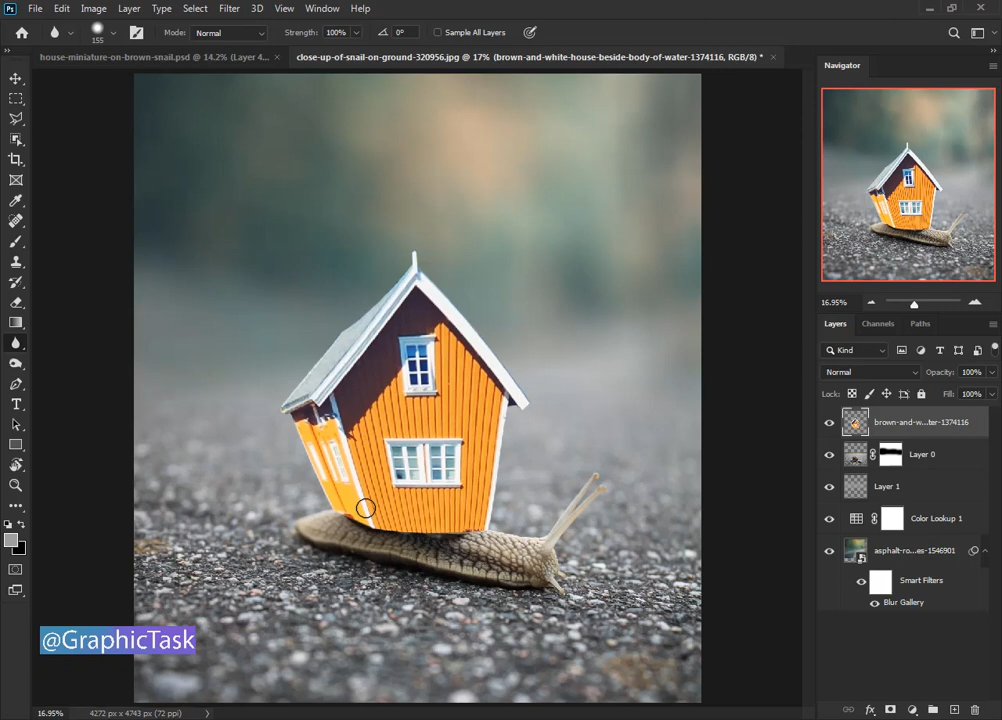 File Edit Image Layer Type Select Filter 3D View Window Help
155 Mode: Normal Strength: 100% 0° Sample All Layers
house-miniature-on-brown-snail.psd @ 14.2% (Layer 4... × close-up-of-snail-on-ground-320956.jpg @ 17% (brown-and-white-house-beside-body-of-water-1374116, RGB/8) * ×
Navigator
16.95%
Layers Channels Paths
Kind
Normal Opacity: 100%
Lock: Fill: 100%
brown-and-w...ter-1374116
Layer 0
Layer 1
Color Lookup 1
asphalt-ro...es-1546901
Smart Filters
Blur Gallery
@GraphicTask
16.95% 4272 px x 4743 px (72 ppi)